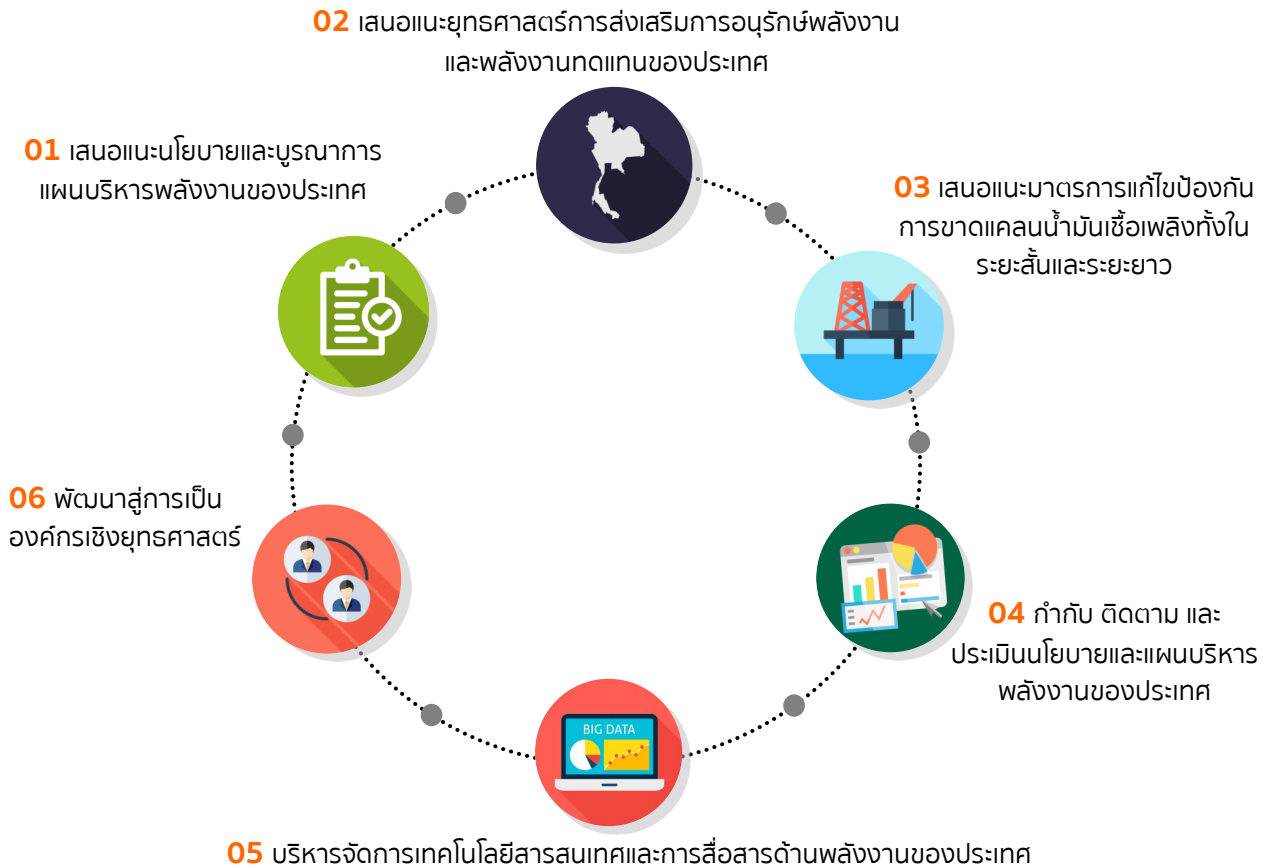 02 เสนอแนะยุทธศาสตร์การส่งเสริมการอนุรักษ์พลังงาน
และพลังงานทดแทนของประเทศ
01 เสนอแนะนโยบายและบูรณาการ
แผนบริหารพลังงานของประเทศ
03 เสนอแนะมาตรการแก้ไขป้องกัน
การขาดแคลนน้ำมันเชื้อเพลิงทั้งใน
ระยะสั้นและระยะยาว
06 พัฒนาสู่การเป็น
องค์กรเชิงยุทธศาสตร์
04 กำกับ ติดตาม และ
ประเมินนโยบายและแผนบริหาร
พลังงานของประเทศ
BIG DATA
05 บริหารจัดการเทคโนโลยีสารสนเทศและการสื่อสารด้านพลังงานของประเทศ